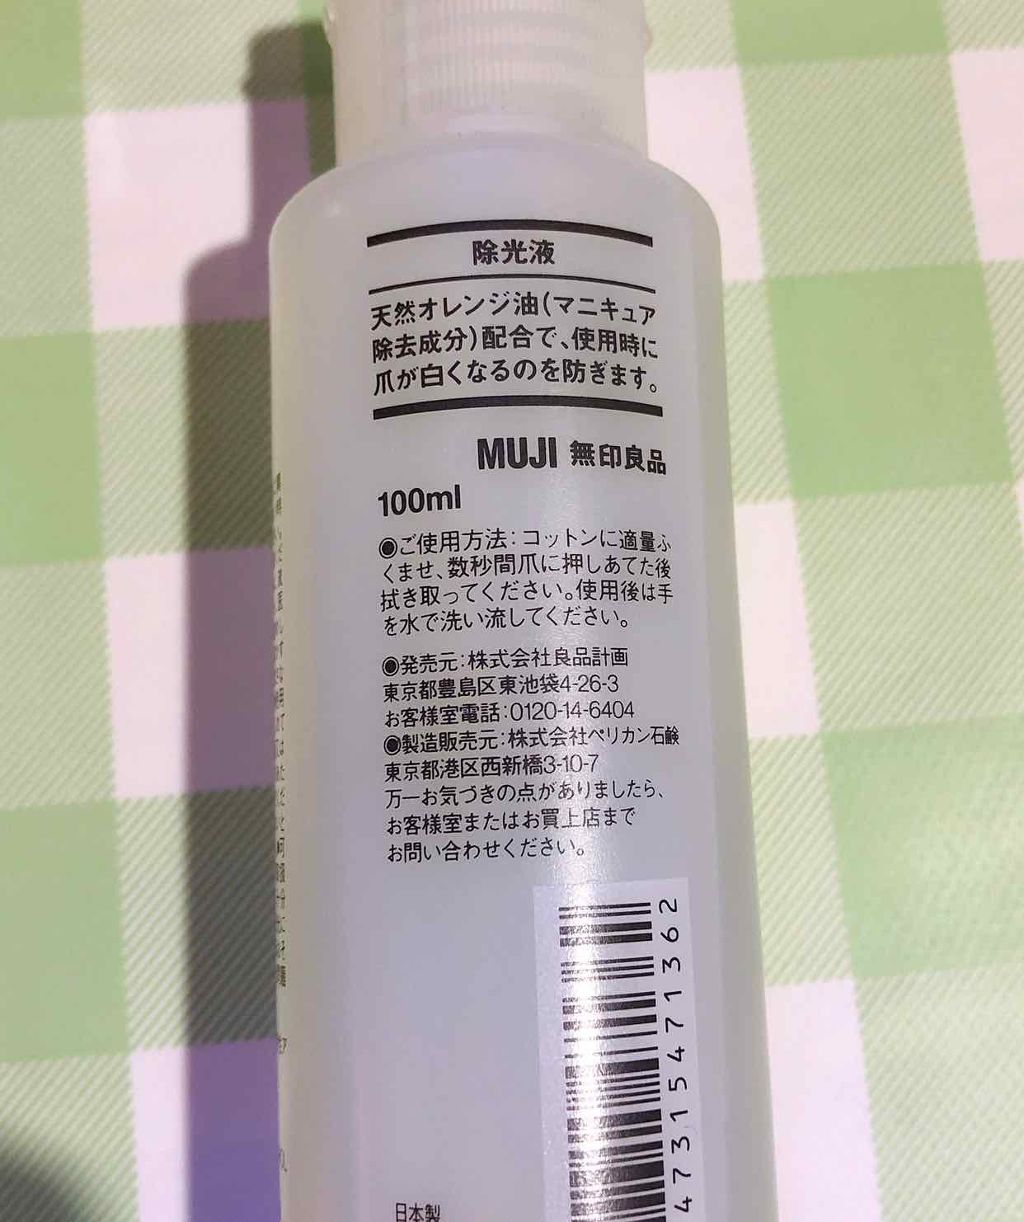 除光液
天然オレンジ油(マニキュア
除去成分)配合で、使用時に
爪が白くなるのを防ぎます。
MUJI 無印良品
100ml
◉ご使用方法:コットンに適量ふ
くませ、数秒間爪に押しあてた後
拭き取ってください。使用後は手
を水で洗い流してください。
◉発売元:株式会社良品計画
東京都豊島区東池袋4-26-3
お客様室電話:0120-14-6404
◉製造販売元:株式会社ペリカン石鹸
東京都港区西新橋3-10-7
万一お気づきの点がありましたら、
お客様室またはお買上店まで
お問い合わせください。
47315471362
日本製